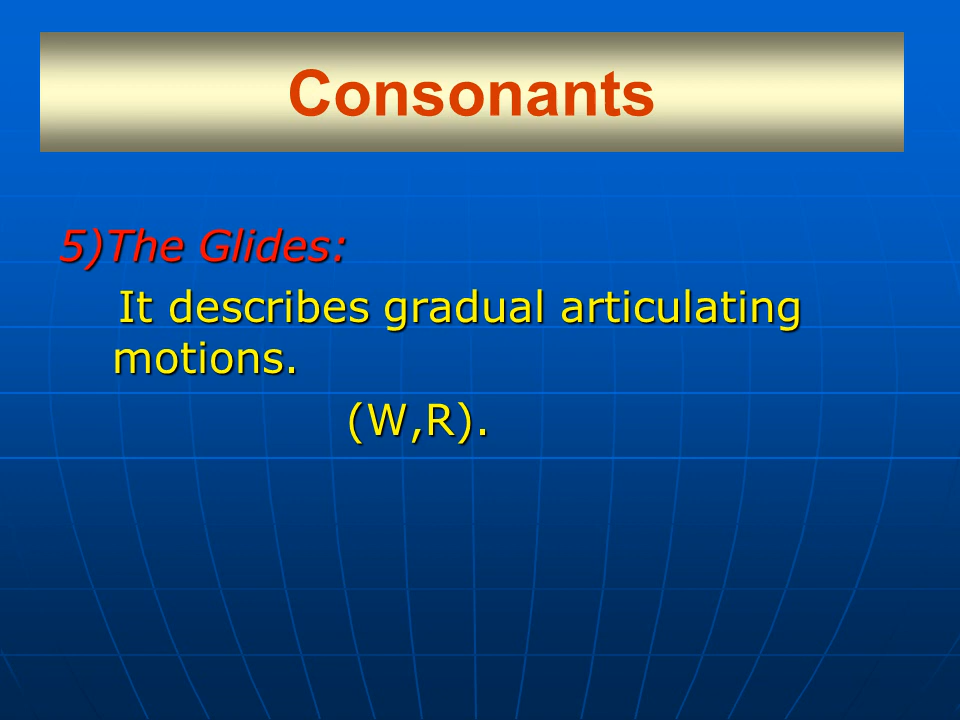 Consonants
5)The Glides:
It describes gradual articulating
motions.
(W,R).